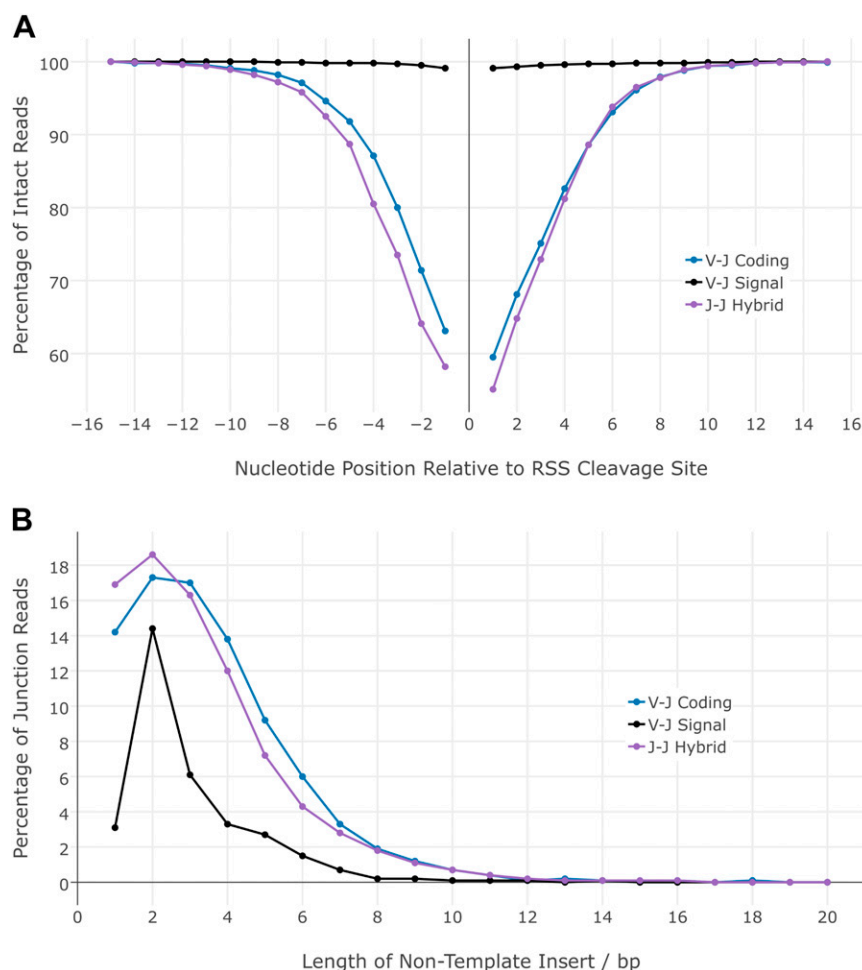 A
100
90
80
70
60
Percentage of Intact Reads
V-J Coding
V-J Signal
J-J Hybrid
−16 −14 −12 −10 −8 −6 −4 −2 0 2 4 6 8 10 12 14 16
Nucleotide Position Relative to RSS Cleavage Site
B
18
16
14
12
10
8
6
4
2
0
Percentage of Junction Reads
V-J Coding
V-J Signal
J-J Hybrid
0 2 4 6 8 10 12 14 16 18 20
Length of Non-Template Insert / bp